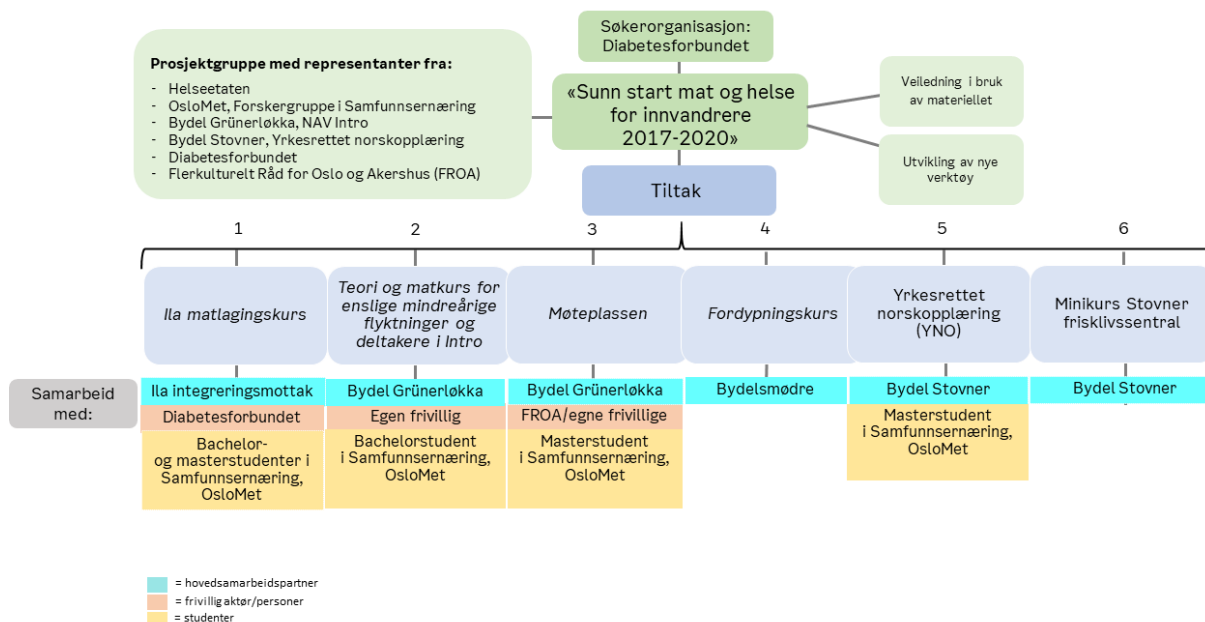 Søkerorganisasjon:
Diabetesforbundet
Prosjektgruppe med representanter fra:
- Helseetaten
- OsloMet, Forskergruppe i Samfunnsernæring
- Bydel Grünerløkka, NAV Intro
- Bydel Stovner, Yrkesrettet norskopplæring
- Diabetesforbundet
- Flerkulturelt Råd for Oslo og Akershus (FROA)
«Sunn start mat og helse
for innvandrere
2017-2020»
Veiledning i bruk
av materiellet
Utvikling av nye
verktøy
Tiltak
1
2
3
4
5
6
Ila matlagingskurs
Teori og matkurs for
enslige mindreårige
flyktninger og
deltakere i Intro
Møteplassen
Fordypningskurs
Yrkesrettet
norskopplæring
(YNO)
Minikurs Stovner
frisklivssentral
Samarbeid
med:
Ila integreringsmottak
Bydel Grünerløkka
Bydel Grünerløkka
Bydelsmødre
Bydel Stovner
Bydel Stovner
Diabetesforbundet
Egen frivillig
FROA/egne frivillige
Bachelor-
og masterstudenter i
Samfunnsernæring,
OsloMet
Bachelorstudent
i Samfunnsernæring,
OsloMet
Masterstudent
i Samfunnsernæring,
OsloMet
Masterstudent
i Samfunnsernæring,
OsloMet
= hovedsamarbeidspartner
= frivillig aktør/personer
= studenter